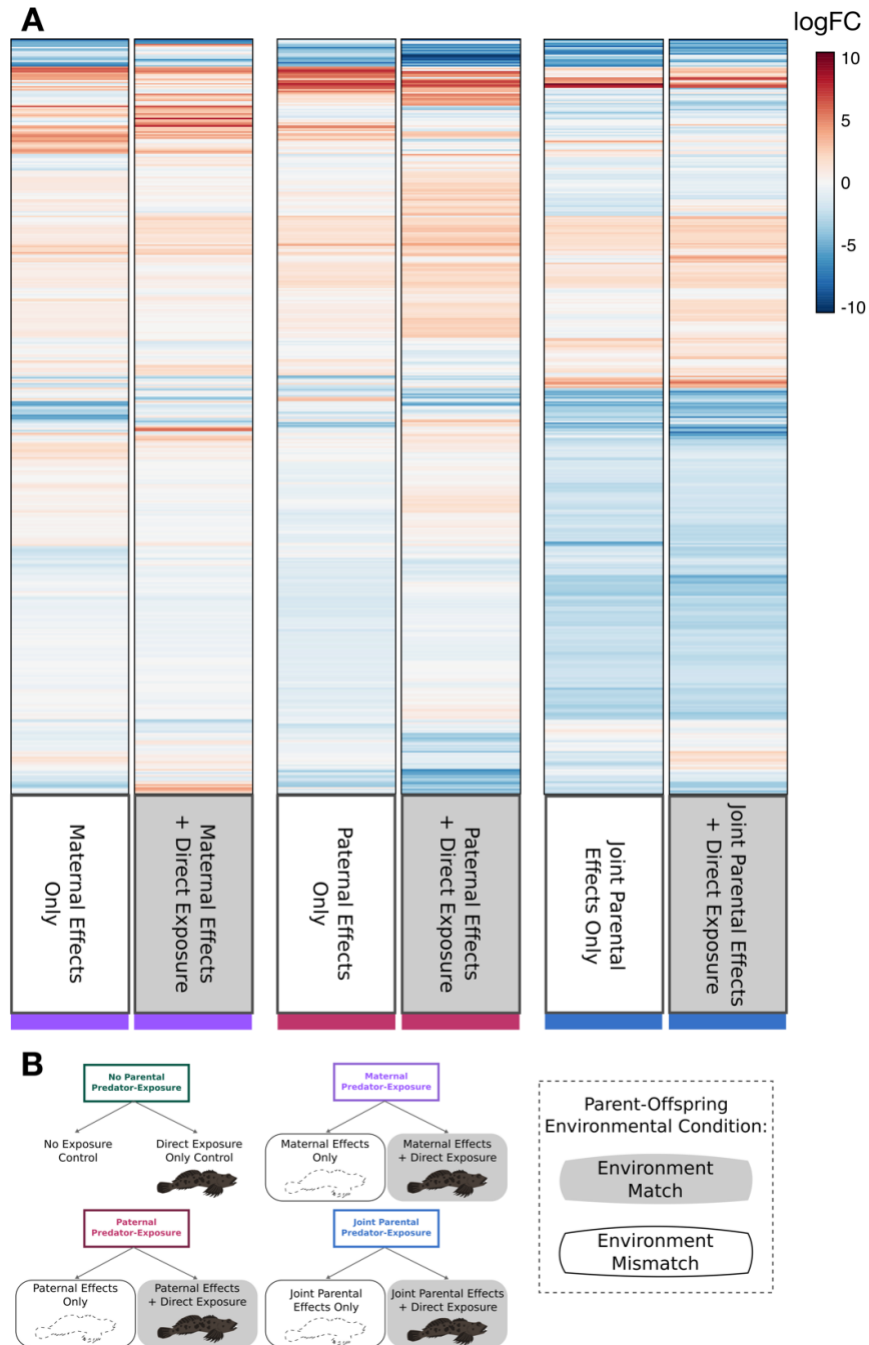 A
logFC
10
5
0
-5
-10
Maternal Effects
Only
Maternal Effects
+ Direct Exposure
Paternal Effects
Only
Paternal Effects
+ Direct Exposure
Joint Parental
Effects Only
Joint Parental Effects
+ Direct Exposure
B
No Parental
Predator-Exposure
No Exposure
Control
Direct Exposure
Only Control
Maternal
Predator-Exposure
Maternal Effects
Only
Maternal Effects
+ Direct Exposure
Paternal
Predator-Exposure
Paternal Effects
Only
Paternal Effects
+ Direct Exposure
Joint Parental
Predator-Exposure
Joint Parental
Effects Only
Joint Parental Effects
+ Direct Exposure
Parent-Offspring
Environmental Condition:
Environment
Match
Environment
Mismatch